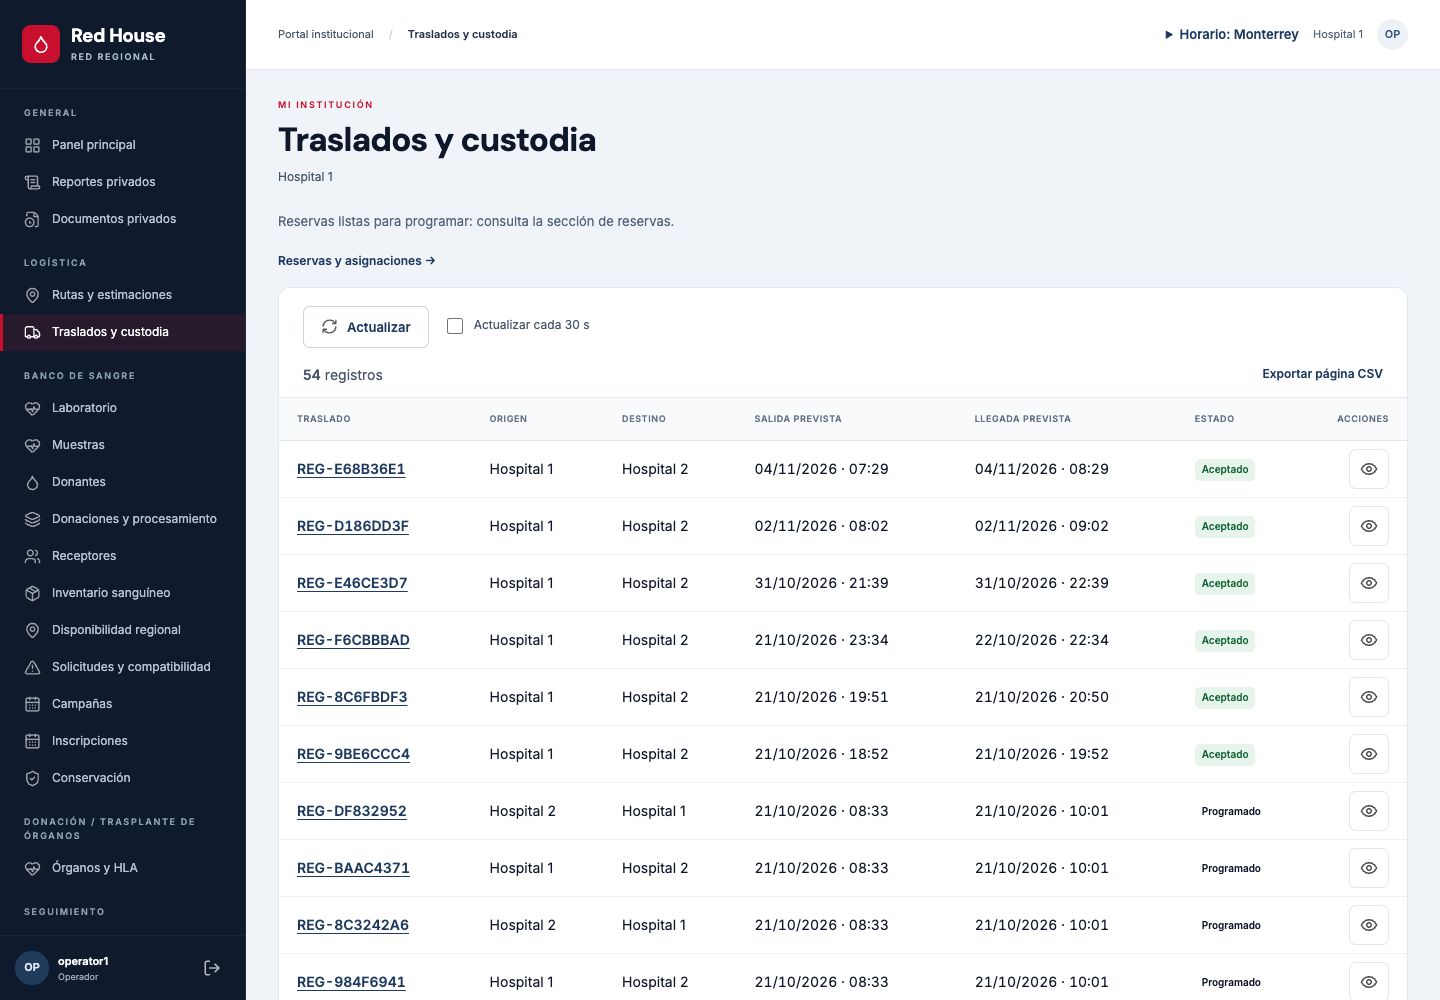 Red House
RED REGIONAL
GENERAL
Panel principal
Reportes privados
Documentos privados
LOGÍSTICA
Rutas y estimaciones
Traslados y custodia
BANCO DE SANGRE
Laboratorio
Muestras
Donantes
Donaciones y procesamiento
Receptores
Inventario sanguíneo
Disponibilidad regional
Solicitudes y compatibilidad
Campañas
Inscripciones
Conservación
DONACIÓN / TRASPLANTE DE
ÓRGANOS
Órganos y HLA
SEGUIMIENTO
OP operator1
Operador
Portal institucional / Traslados y custodia
Horario: Monterrey Hospital 1 OP
MI INSTITUCIÓN
Traslados y custodia
Hospital 1
Reservas listas para programar: consulta la sección de reservas.
Reservas y asignaciones →
Actualizar Actualizar cada 30 s
54 registros Exportar página CSV
TRASLADO ORIGEN DESTINO SALIDA PREVISTA LLEGADA PREVISTA ESTADO ACCIONES
REG-E68B36E1 Hospital 1 Hospital 2 04/11/2026 · 07:29 04/11/2026 · 08:29 Aceptado
REG-D186DD3F Hospital 1 Hospital 2 02/11/2026 · 08:02 02/11/2026 · 09:02 Aceptado
REG-E46CE3D7 Hospital 1 Hospital 2 31/10/2026 · 21:39 31/10/2026 · 22:39 Aceptado
REG-F6CBBBAD Hospital 1 Hospital 2 21/10/2026 · 23:34 22/10/2026 · 22:34 Aceptado
REG-8C6FBDF3 Hospital 1 Hospital 2 21/10/2026 · 19:51 21/10/2026 · 20:50 Aceptado
REG-9BE6CCC4 Hospital 1 Hospital 2 21/10/2026 · 18:52 21/10/2026 · 19:52 Aceptado
REG-DF832952 Hospital 2 Hospital 1 21/10/2026 · 08:33 21/10/2026 · 10:01 Programado
REG-BAAC4371 Hospital 1 Hospital 2 21/10/2026 · 08:33 21/10/2026 · 10:01 Programado
REG-8C3242A6 Hospital 2 Hospital 1 21/10/2026 · 08:33 21/10/2026 · 10:01 Programado
REG-984F6941 Hospital 1 Hospital 2 21/10/2026 · 08:33 21/10/2026 · 10:01 Programado